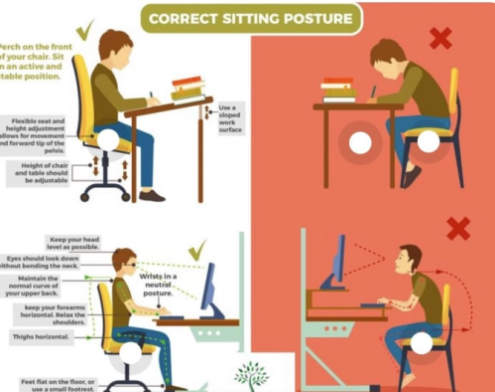 CORRECT SITTING POSTURE
Perch on the front
of your chair. Sit
in an active and
stable position.
Use a
sloped
work
surface
Flexible seat and
height adjustment
allows for movement
and forward tip of the
pelvis.
Height of chair
and table should
be adjustable
Keep your head
level as possible.
Eyes should look down
without bending the neck.
Maintain the
normal curve of
your upper back.
Wrists in a
neutral
posture.
keep your forearms
horizontal. Relax the
shoulders.
Thighs horizontal.
Feet flat on the floor, or
use a small footrest.